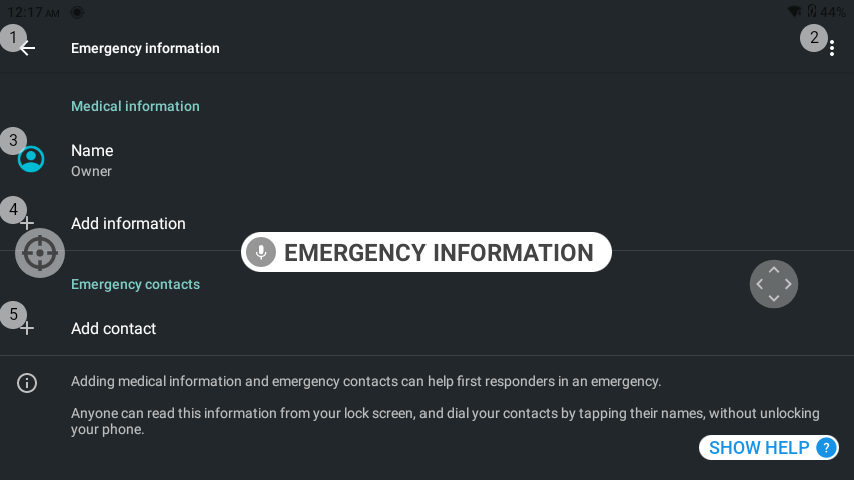 12:17 AM
44%
1
Emergency information
2
Medical information
3
Name
Owner
4
Add information
EMERGENCY INFORMATION
Emergency contacts
5
Add contact
Adding medical information and emergency contacts can help first responders in an emergency.
Anyone can read this information from your lock screen, and dial your contacts by tapping their names, without unlocking
your phone.
SHOW HELP ?